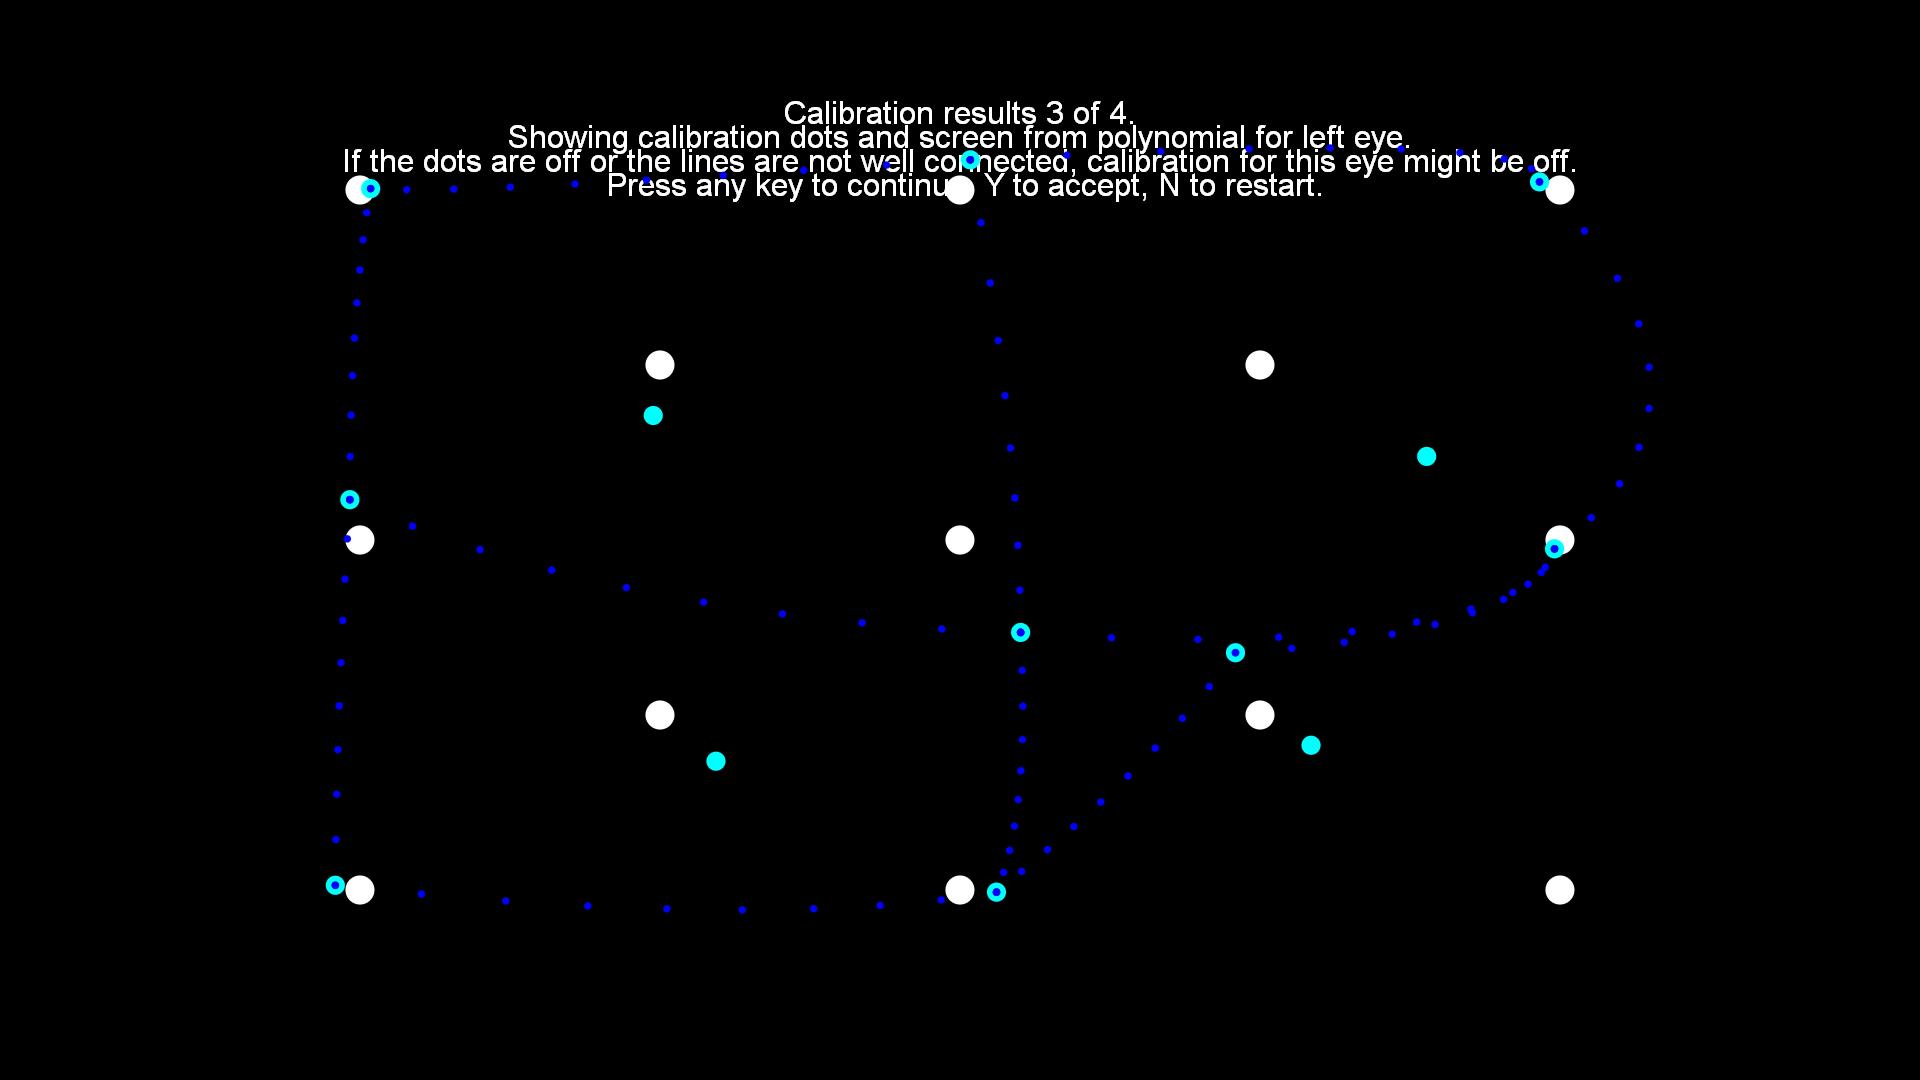 Calibration results 3 of 4.
Showing calibration dots and screen from polynomial for left eye.
If the dots are off or the lines are not well connected, calibration for this eye might be off.
Press any key to continue, Y to accept, N to restart.